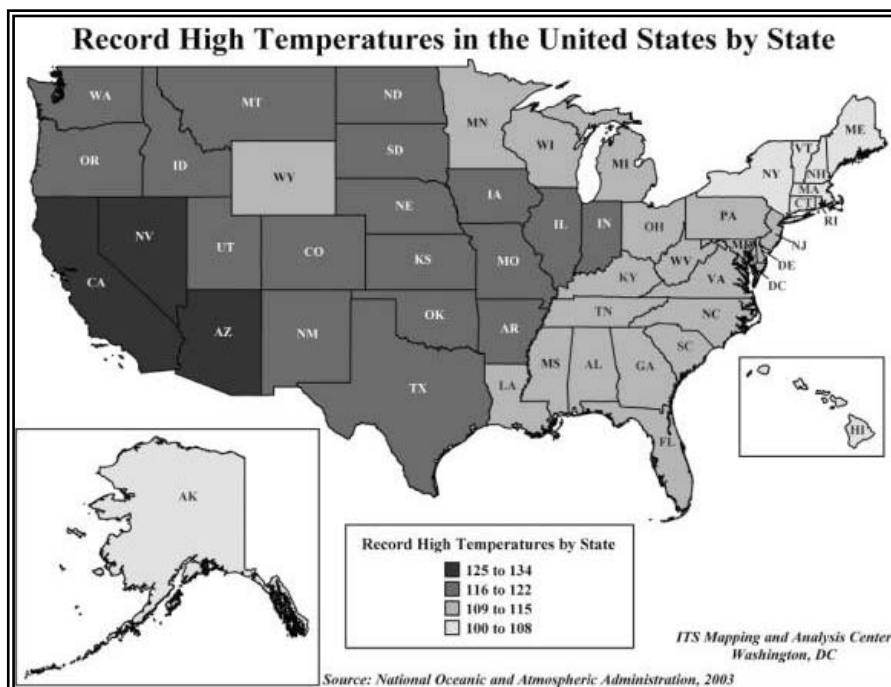 Record High Temperatures in the United States by State
WA
MT
ND
MN
ME
OR
ID
SD
WI
MI
VT
NH
WY
NY
MA
CT
RI
NE
IA
PA
NV
UT
CO
IL
IN
OH
NJ
KS
MO
WV
DE
CA
KY
VA
DC
AZ
NM
OK
AR
TN
NC
TX
MS
AL
GA
SC
LA
FL
HI
AK
Record High Temperatures by State
125 to 134
116 to 122
109 to 115
100 to 108
ITS Mapping and Analysis Center
Washington, DC
Source: National Oceanic and Atmospheric Administration, 2003